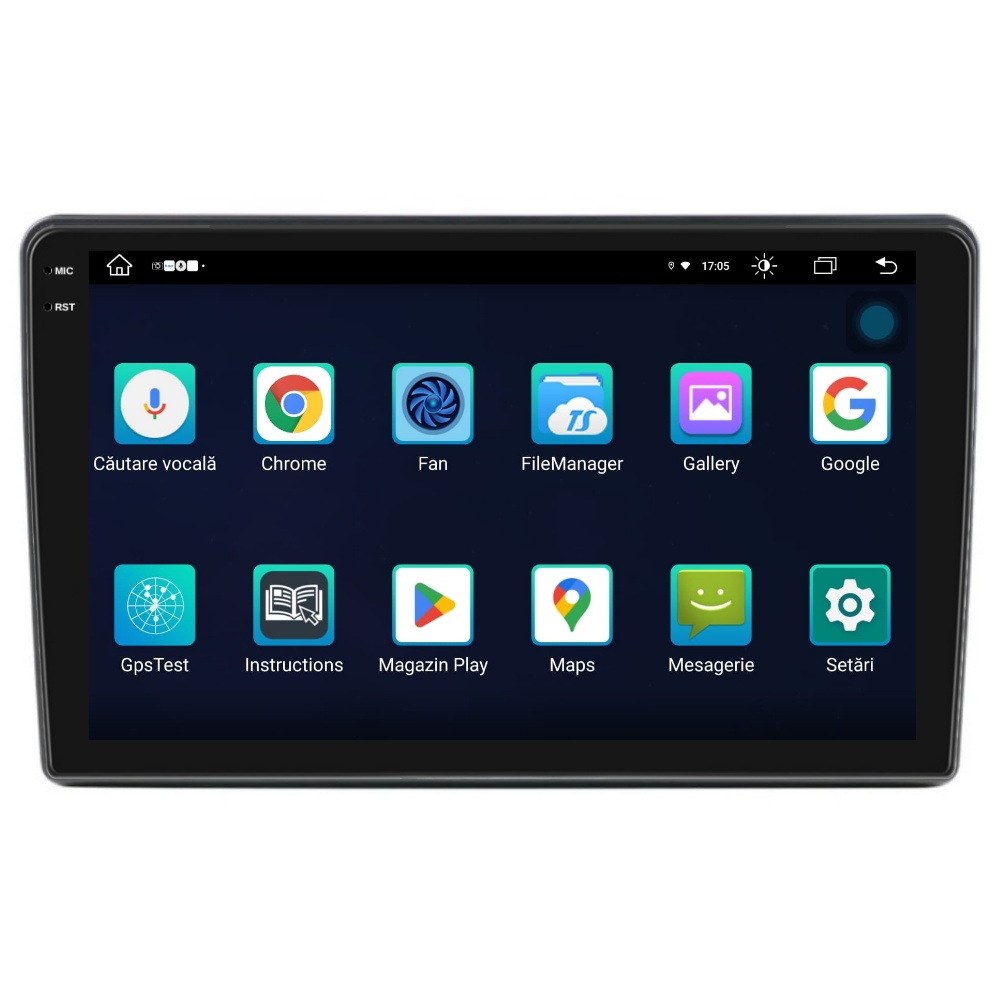 MIC
17:05
RST
Căutare vocală
Chrome
Fan
FileManager
Gallery
Google
GpsTest
Instructions
Magazin Play
Maps
Mesagerie
Setări